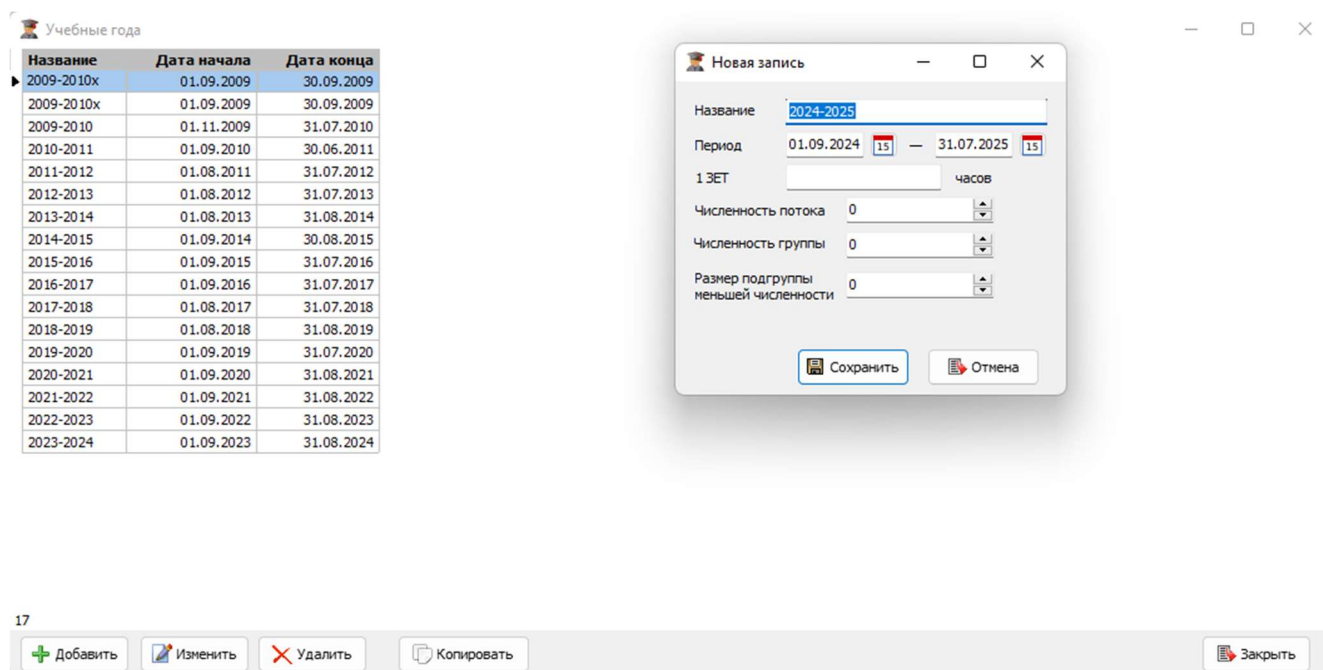 Учебные года
Название Дата начала Дата конца
2009-2010x 01.09.2009 30.09.2009
2009-2010x 01.09.2009 30.09.2009
2009-2010 01.11.2009 31.07.2010
2010-2011 01.09.2010 30.06.2011
2011-2012 01.08.2011 31.07.2012
2012-2013 01.08.2012 31.07.2013
2013-2014 01.08.2013 31.08.2014
2014-2015 01.09.2014 30.08.2015
2015-2016 01.09.2015 31.07.2016
2016-2017 01.09.2016 31.07.2017
2017-2018 01.08.2017 31.07.2018
2018-2019 01.08.2018 31.08.2019
2019-2020 01.09.2019 31.07.2020
2020-2021 01.09.2020 31.08.2021
2021-2022 01.09.2021 31.08.2022
2022-2023 01.09.2022 31.08.2023
2023-2024 01.09.2023 31.08.2024
Новая запись
Название 2024-2025
Период 01.09.2024 15 — 31.07.2025 15
1 ЗЕТ часов
Численность потока 0
Численность группы 0
Размер подгруппы
меньшей численности 0
Сохранить Отмена
17
Добавить Изменить Удалить Копировать Закрыть